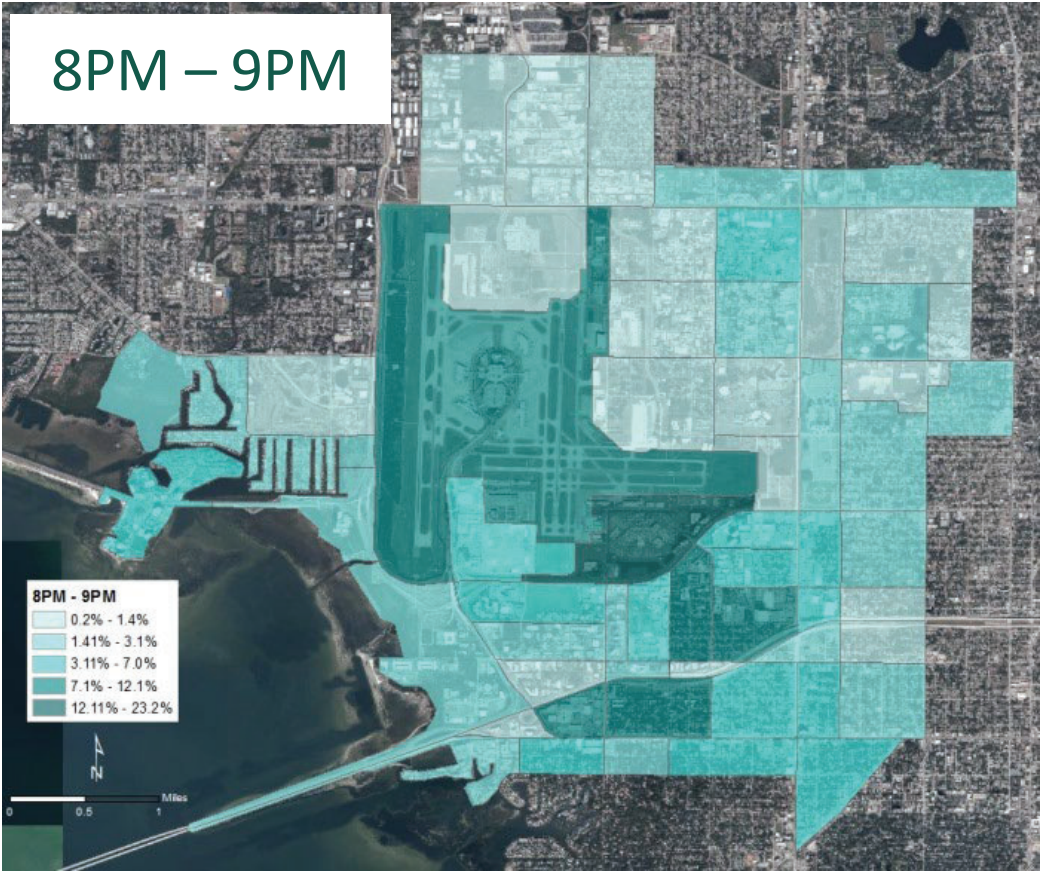 8PM – 9PM
8PM - 9PM
0.2% - 1.4%
1.41% - 3.1%
3.11% - 7.0%
7.1% - 12.1%
12.11% - 23.2%
N
Miles
0 0.5 1